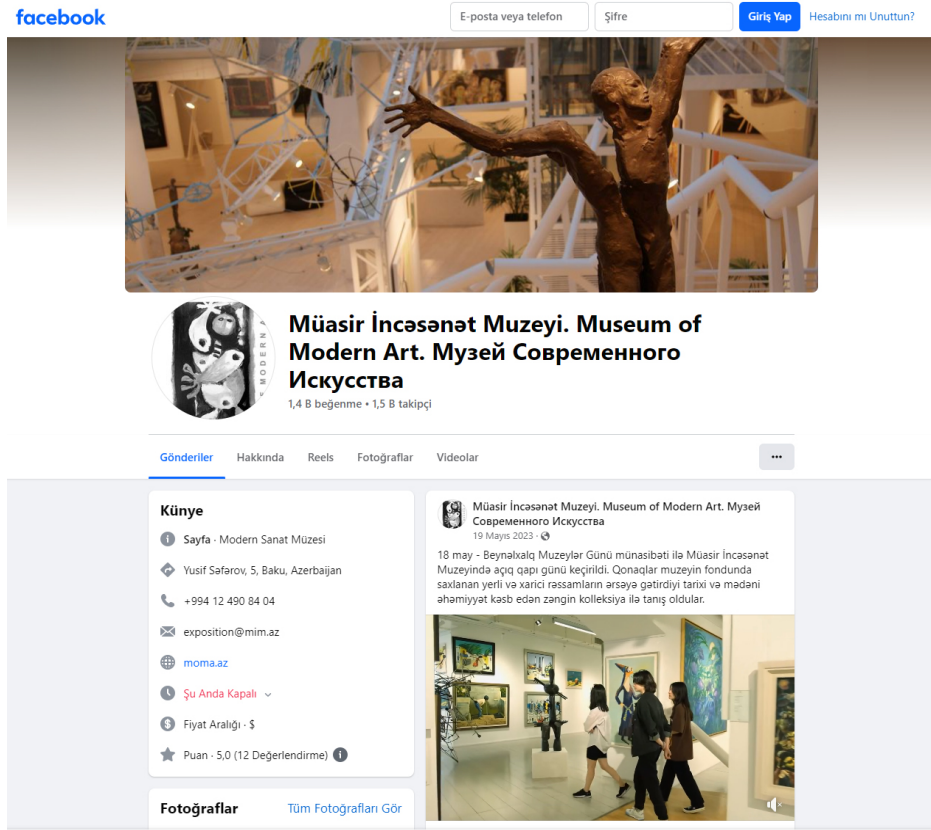 facebook
E-posta veya telefon
Şifre
Giriş Yap
Hesabını mı Unuttun?
MODERN A
Müasir İncəsənət Muzeyi. Museum of
Modern Art. Музей Современного
Искусства
1,4 B beğenme • 1,5 B takipçi
Gönderiler
Hakkında
Reels
Fotoğraflar
Videolar
Künye
Sayfa · Modern Sanat Müzesi
Yusif Səfərov, 5, Baku, Azerbaijan
+994 12 490 84 04
exposition@mim.az
moma.az
Şu Anda Kapalı
Fiyat Aralığı · $
Puan · 5,0 (12 Değerlendirme)
Fotoğraflar
Tüm Fotoğrafları Gör
Müasir İncəsənət Muzeyi. Museum of Modern Art. Музей
Современного Искусства
19 Mayıs 2023 ·
18 may - Beynəlxalq Muzeylər Günü münasibəti ilə Müasir İncəsənət
Muzeyində açıq qapı günü keçirildi. Qonaqlar muzeyin fondunda
saxlanan yerli və xarici rəssamların ərsəyə gətirdiyi tarixi və mədəni
əhəmiyyət kəsb edən zəngin kolleksiya ilə tanış oldular.